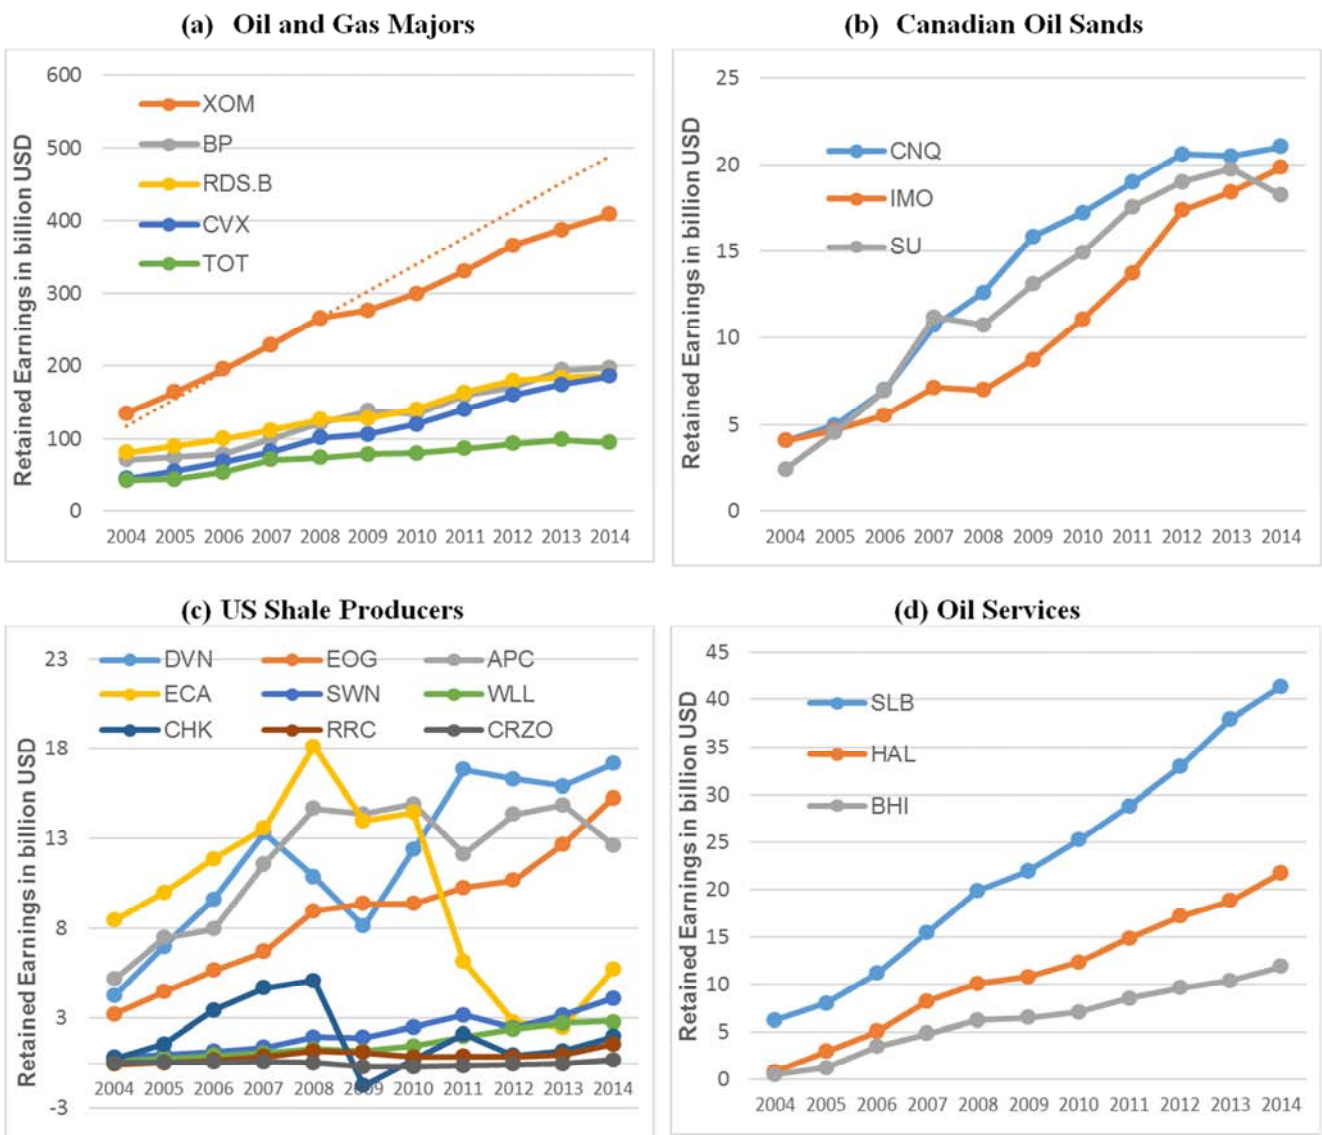 (a) Oil and Gas Majors
Retained Earnings in billion USD
600
500
400
300
200
100
0
XOM
BP
RDS.B
CVX
TOT
2004 2005 2006 2007 2008 2009 2010 2011 2012 2013 2014
(b) Canadian Oil Sands
Retained Earnings in billion USD
25
20
15
10
5
0
CNQ
IMO
SU
2004 2005 2006 2007 2008 2009 2010 2011 2012 2013 2014
(c) US Shale Producers
Retained Earnings in billion USD
23
18
13
8
3
-3
DVN EOG APC
ECA SWN WLL
CHK RRC CRZO
2004 2005 2006 2007 2008 2009 2010 2011 2012 2013 2014
(d) Oil Services
Retained Earnings in billion USD
45
40
35
30
25
20
15
10
5
0
SLB
HAL
BHI
2004 2005 2006 2007 2008 2009 2010 2011 2012 2013 2014